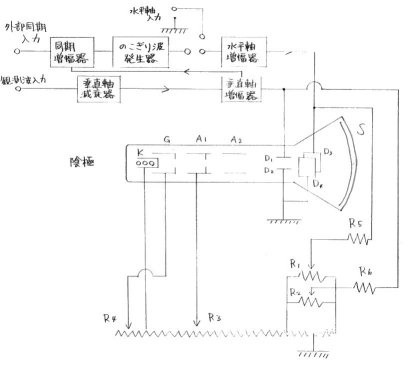 水平軸
入力
外部同期
入力
同期
増幅器
のこぎり波
発生器
水平軸
増幅器
観測波入力
垂直軸
減衰器
垂直軸
増幅器
陰極
K
G
A1
A2
D1
D2
D3
D4
S
R5
R1
R2
R6
R4
R3